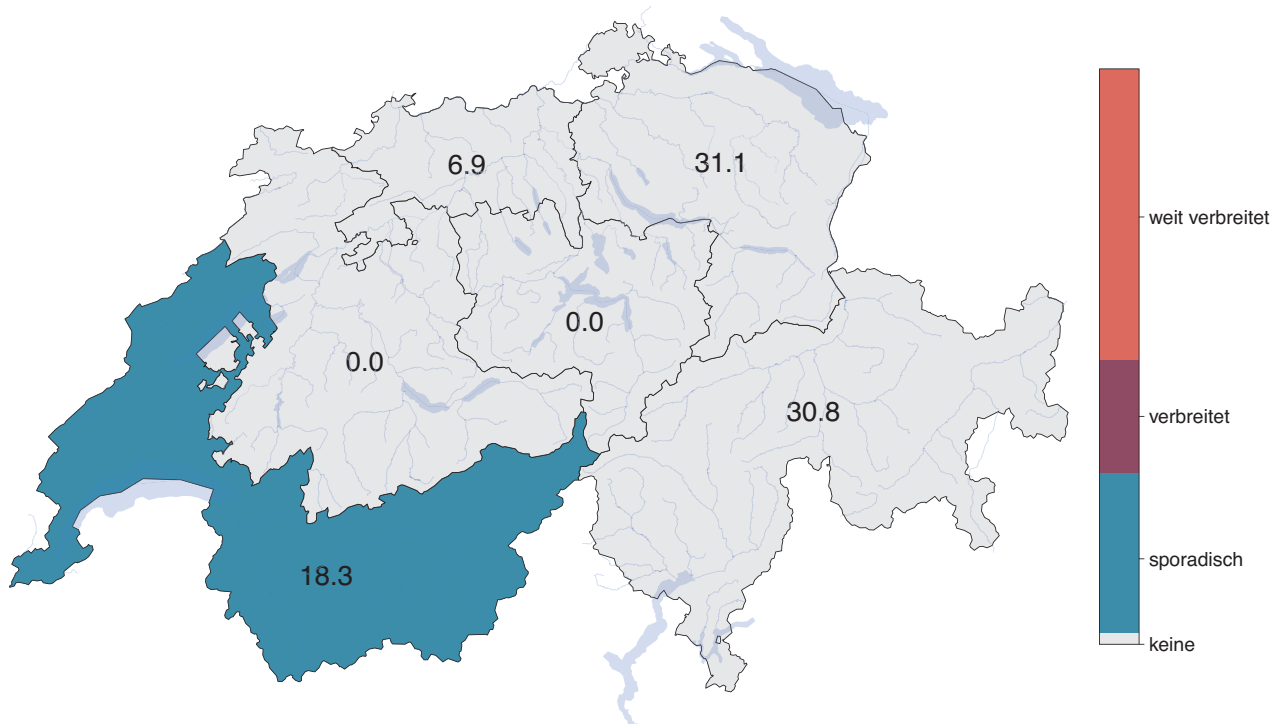 6.9
31.1
weit verbreitet
0.0
0.0
30.8
verbreitet
18.3
sporadisch
keine